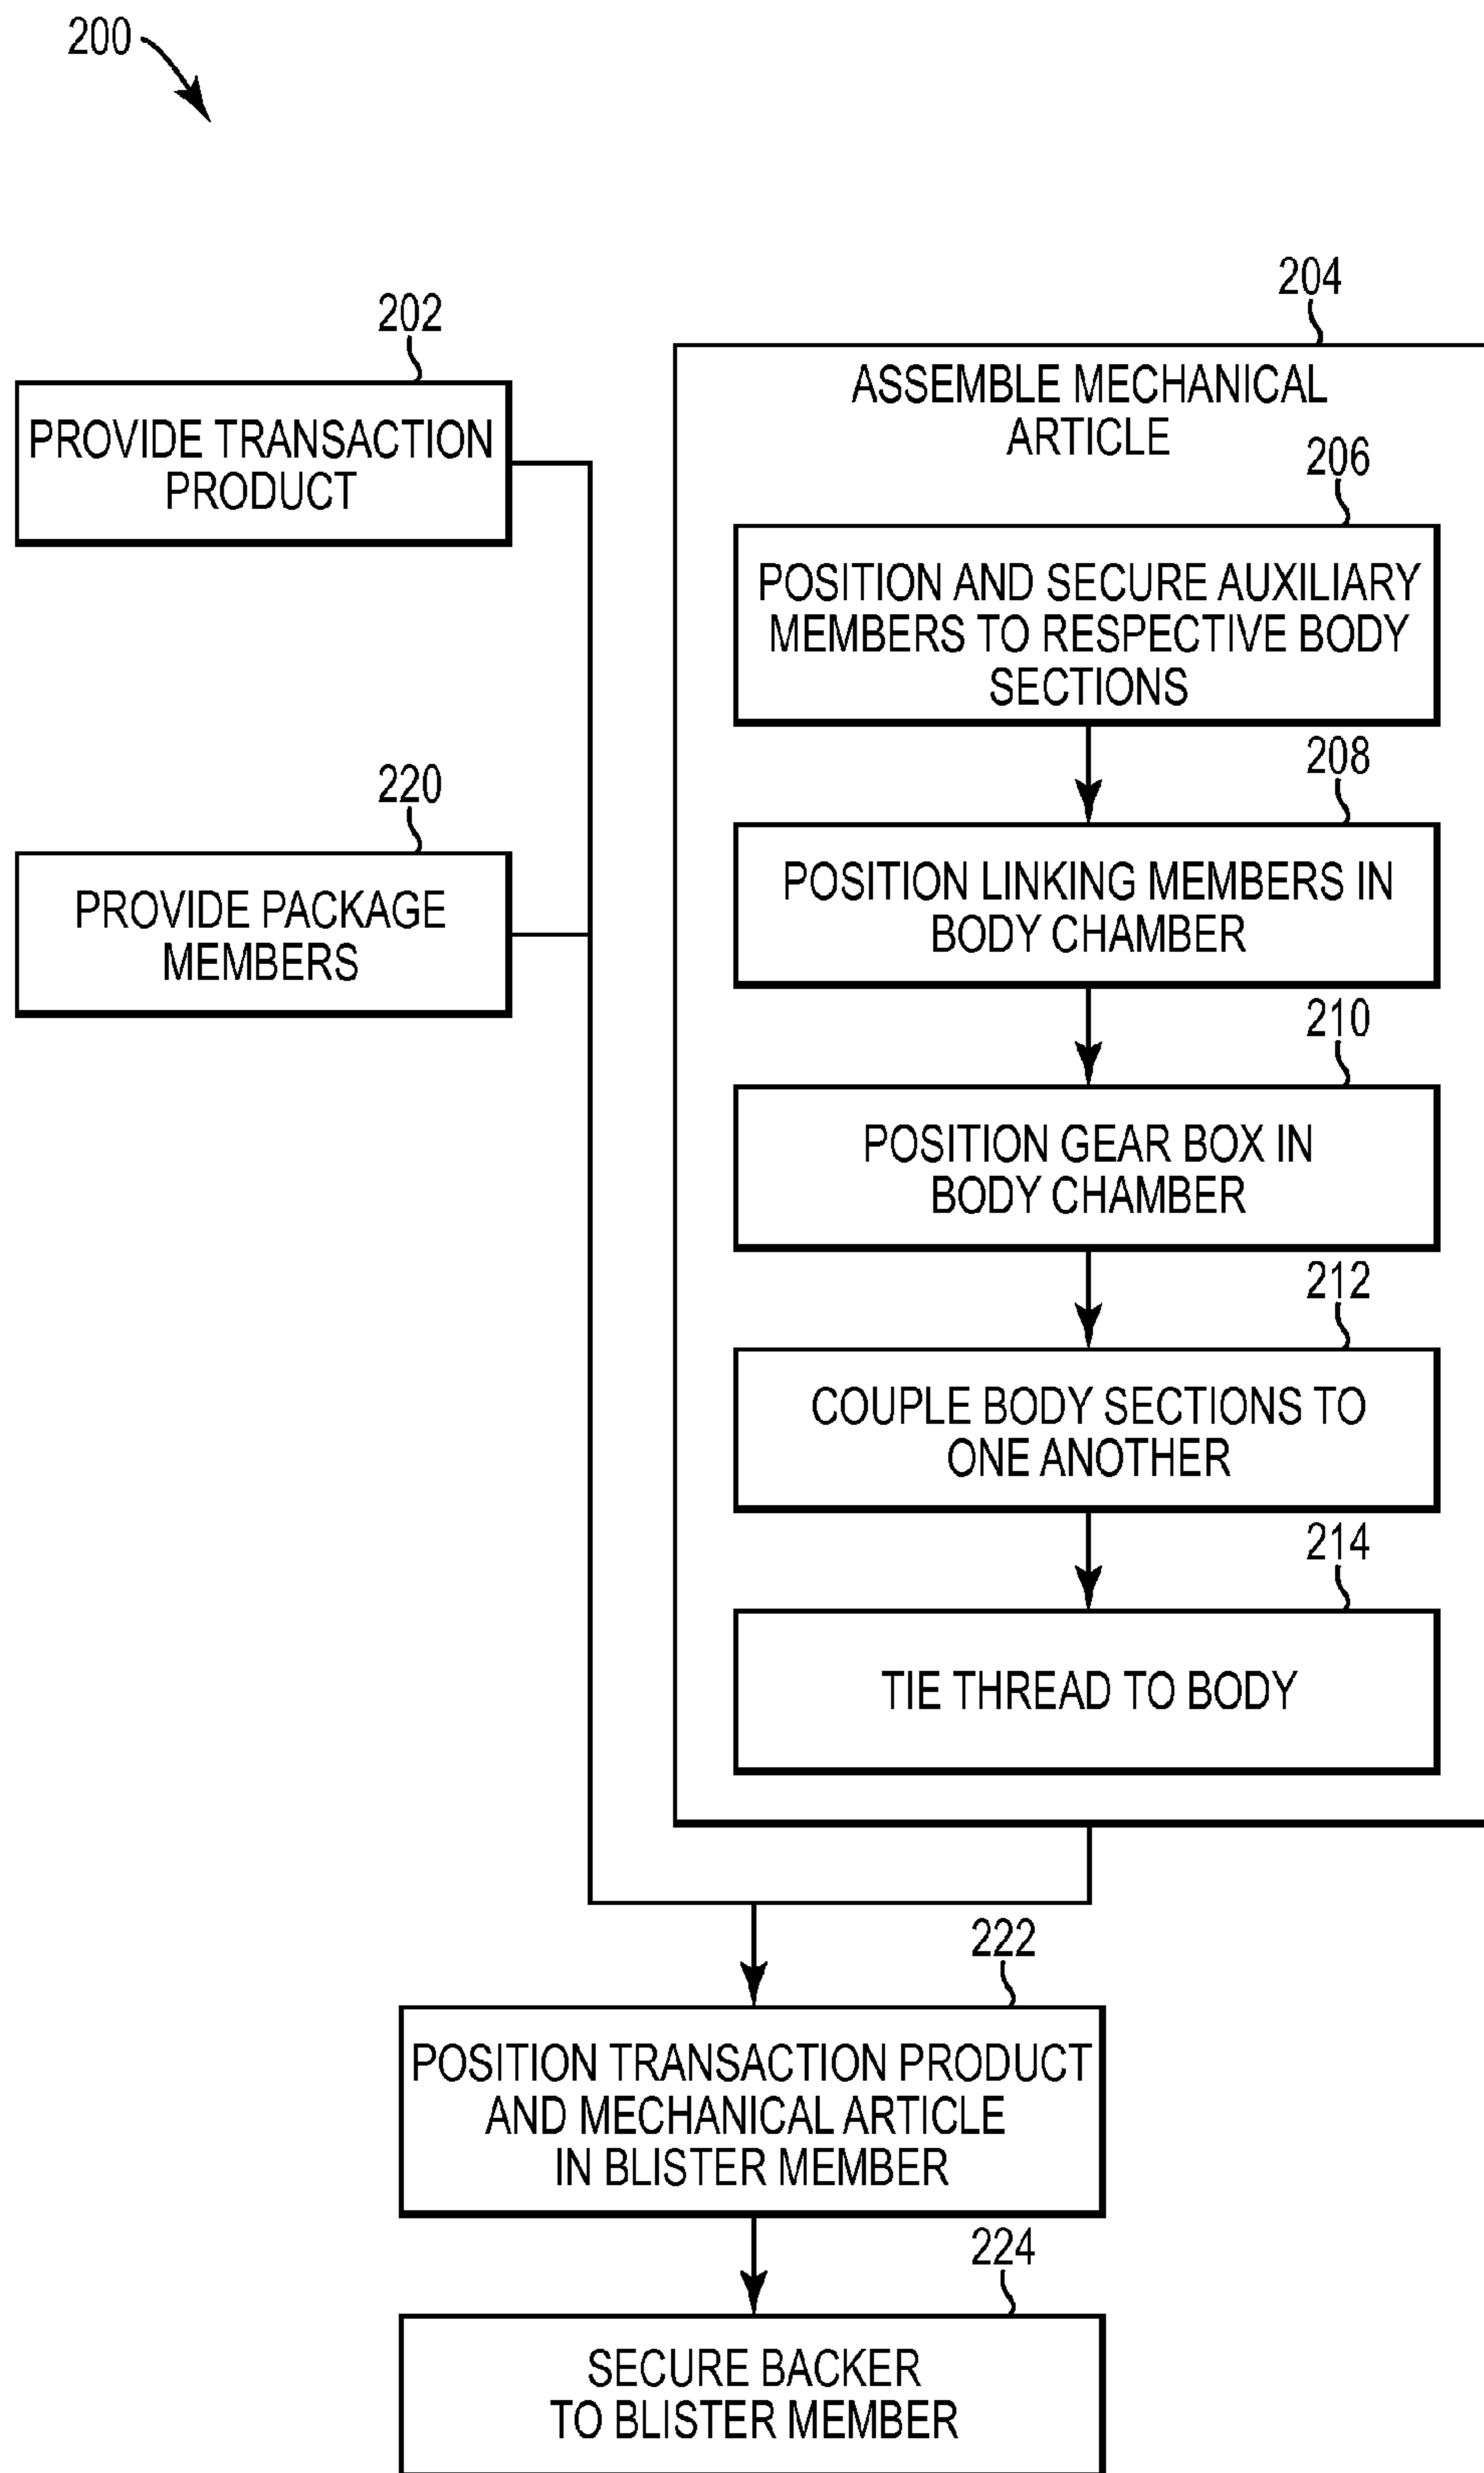 200
202
PROVIDE TRANSACTION
PRODUCT
220
PROVIDE PACKAGE
MEMBERS
204
ASSEMBLE MECHANICAL
ARTICLE
206
POSITION AND SECURE AUXILIARY
MEMBERS TO RESPECTIVE BODY
SECTIONS
208
POSITION LINKING MEMBERS IN
BODY CHAMBER
210
POSITION GEAR BOX IN
BODY CHAMBER
212
COUPLE BODY SECTIONS TO
ONE ANOTHER
214
TIE THREAD TO BODY
222
POSITION TRANSACTION PRODUCT
AND MECHANICAL ARTICLE
IN BLISTER MEMBER
224
SECURE BACKER
TO BLISTER MEMBER